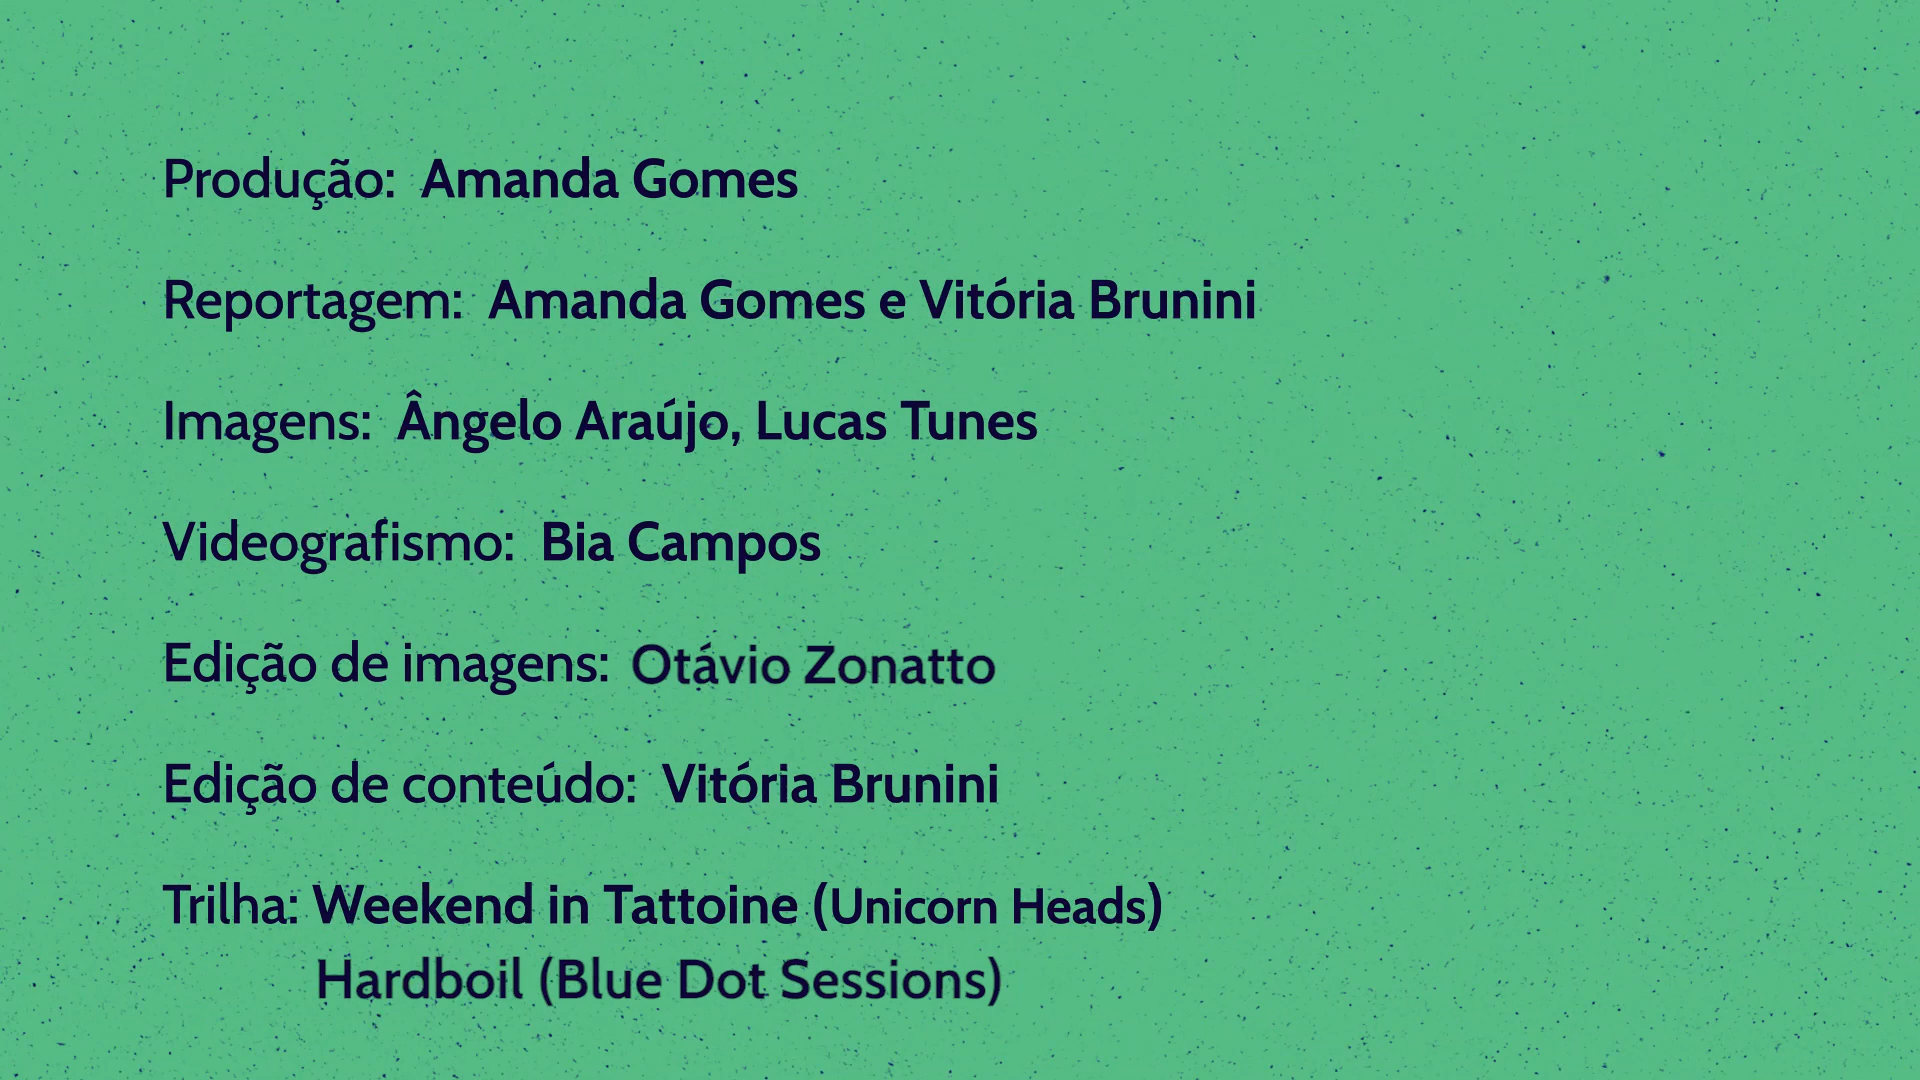 Produção: Amanda Gomes
Reportagem: Amanda Gomes e Vitória Brunini
Imagens: Ângelo Araújo, Lucas Tunes
Videografismo: Bia Campos
Edição de imagens: Otávio Zonatto
Edição de conteúdo: Vitória Brunini
Trilha: Weekend in Tattoine (Unicorn Heads)
Hardboil (Blue Dot Sessions)